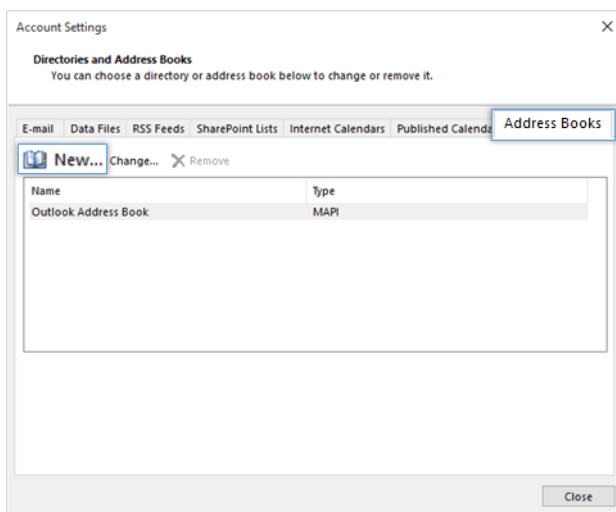 Account Settings
Directories and Address Books
You can choose a directory or address book below to change or remove it.
E-mail Data Files RSS Feeds SharePoint Lists Internet Calendars Published Calenda Address Books
New... Change... Remove
Name Type
Outlook Address Book MAPI
Close